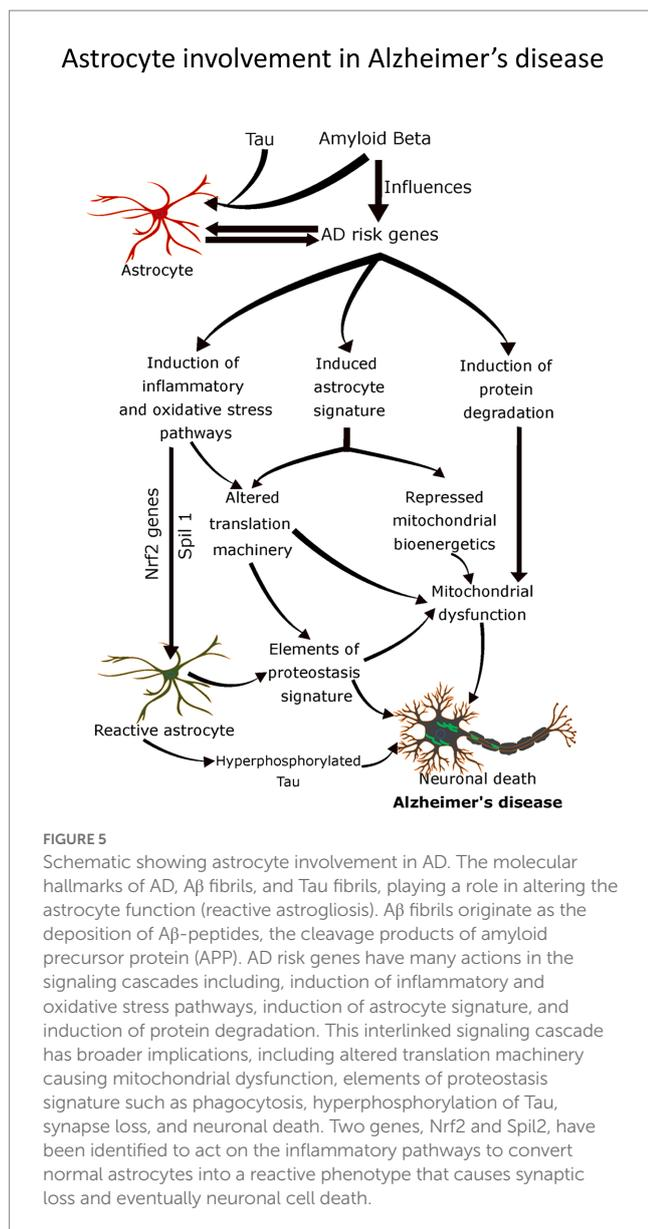 Astrocyte involvement in Alzheimer's disease
Tau
Amyloid Beta
Influences
AD risk genes
Astrocyte
Induction of
inflammatory
and oxidative stress
pathways
Induced
astrocyte
signature
Induction of
protein
degradation
Nrf2 genes
Spil 1
Altered
translation
machinery
Repressed
mitochondrial
bioenergetics
Mitochondrial
dysfunction
Elements of
proteostasis
signature
Reactive astrocyte
Hyperphosphorylated
Tau
Neuronal death
Alzheimer's disease
FIGURE 5
Schematic showing astrocyte involvement in AD. The molecular
hallmarks of AD, Aβ fibrils, and Tau fibrils, playing a role in altering the
astrocyte function (reactive astrogliosis). Aβ fibrils originate as the
deposition of Aβ-peptides, the cleavage products of amyloid
precursor protein (APP). AD risk genes have many actions in the
signaling cascades including, induction of inflammatory and
oxidative stress pathways, induction of astrocyte signature, and
induction of protein degradation. This interlinked signaling cascade
has broader implications, including altered translation machinery
causing mitochondrial dysfunction, elements of proteostasis
signature such as phagocytosis, hyperphosphorylation of Tau,
synapse loss, and neuronal death. Two genes, Nrf2 and Spil2, have
been identified to act on the inflammatory pathways to convert
normal astrocytes into a reactive phenotype that causes synaptic
loss and eventually neuronal cell death.